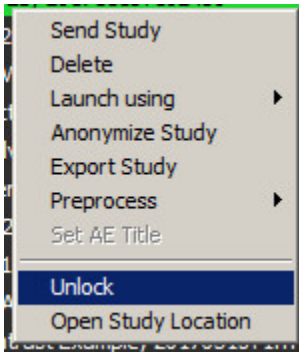 Send Study
Delete
Launch using
Anonymize Study
Export Study
Preprocess
Set AE Title
Unlock
Open Study Location